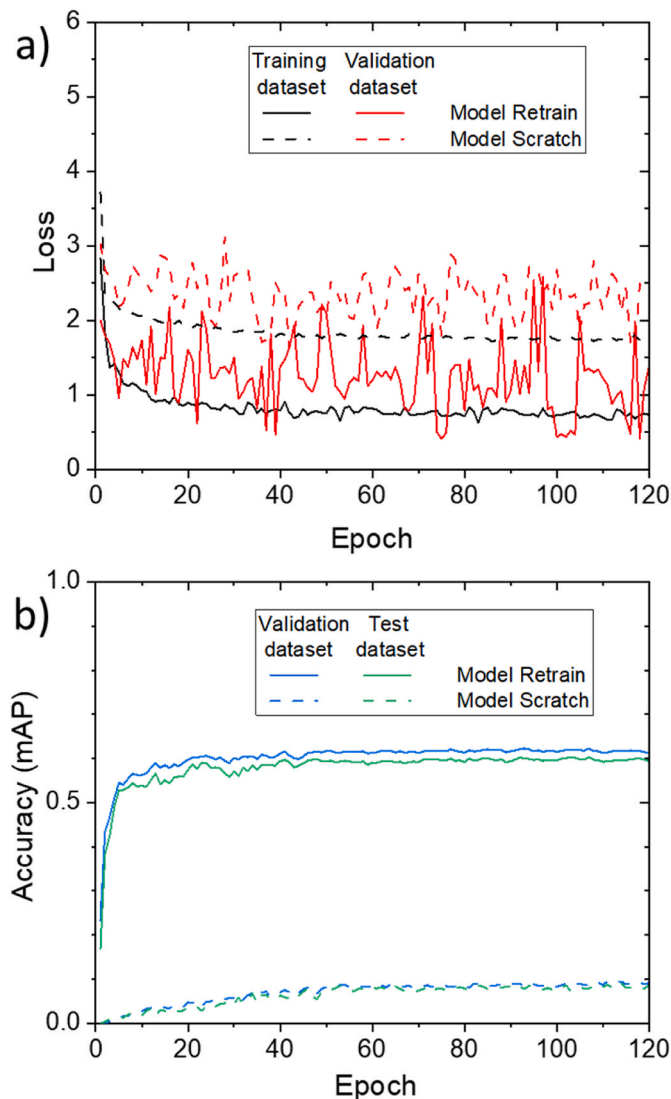 a)
6
5
4
3
2
1
0
Loss
Training Validation
dataset dataset
Model Retrain
Model Scratch
0 20 40 60 80 100 120
Epoch
b)
1.0
0.5
0.0
Accuracy (mAP)
Validation Test
dataset dataset
Model Retrain
Model Scratch
0 20 40 60 80 100 120
Epoch